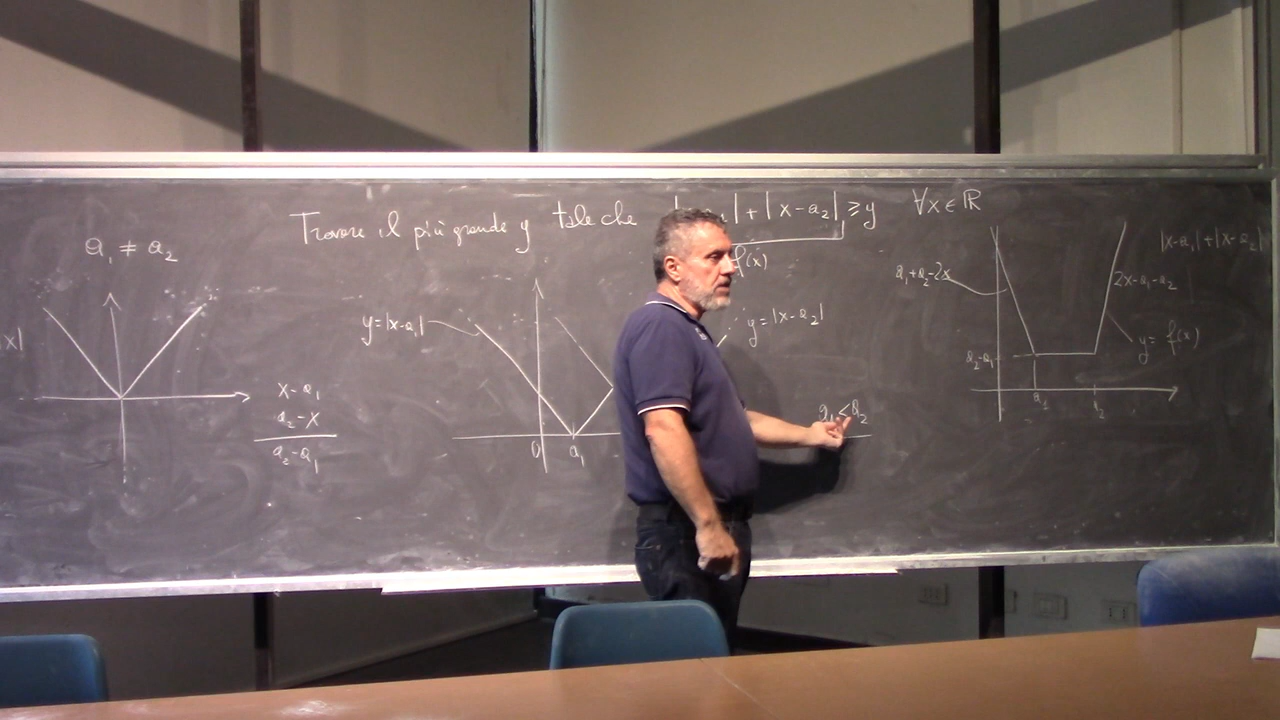 Trovare il più grande y tale che | a₁| + |x - a₂| ⩾ y ∀x ∈ ℝ
f(x)
a₁ ≠ a₂
|x|
x - a₁
a₂ - x
a₂ - a₁
y = |x - a₁|
0
a₁
y = |x - a₂|
a₁ < a₂
|x - a₁| + |x - a₂|
a₁ + a₂ - 2x
2x - a₁ - a₂
y = f(x)
a₂ - a₁
a₁
a₂